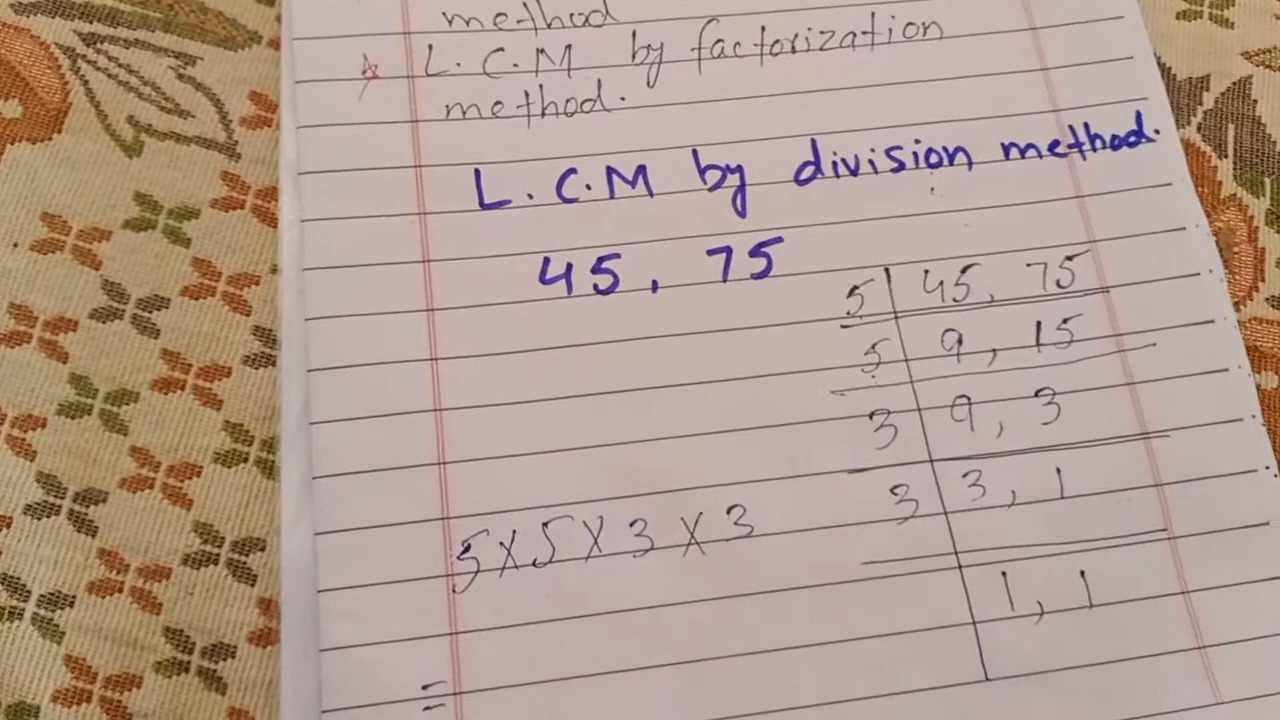 method
☆ L.C.M by factorization
method.
L.C.M by division method.
45, 75
5 | 45, 75
5 | 9, 15
3 | 9, 3
3 | 3, 1
1, 1
5×5×3×3
=